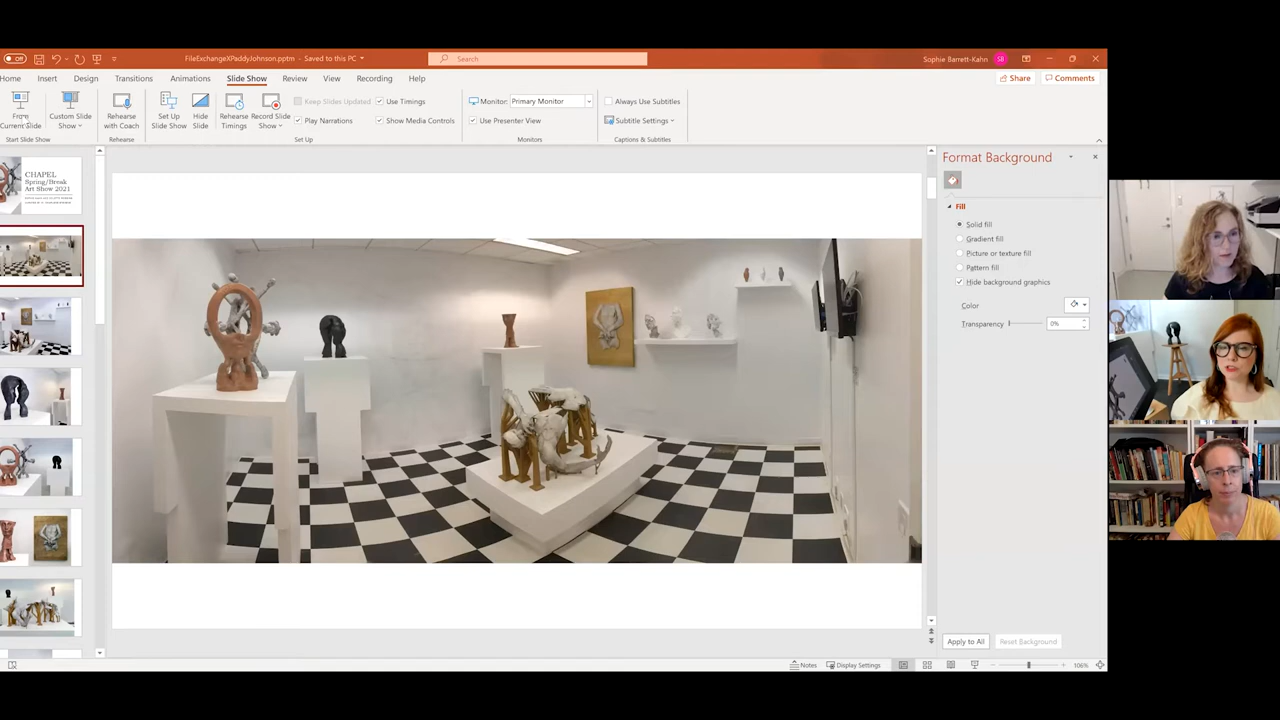 Off
FileExchangeXPaddyJohnson.pptm - Saved to this PC
Search
Sophie Barrett-Kahn
SB
Home Insert Design Transitions Animations Slide Show Review View Recording Help
Share
Comments
From Current Slide
Custom Slide Show
Rehearse with Coach
Set Up Slide Show
Hide Slide
Rehearse Timings
Record Slide Show
Keep Slides Updated
Use Timings
Play Narrations
Show Media Controls
Monitor: Primary Monitor
Use Presenter View
Always Use Subtitles
Subtitle Settings
Start Slide Show
Rehearse
Set Up
Monitors
Captions & Subtitles
CHAPEL
Spring/Break
Art Show 2021
Format Background
Fill
Solid fill
Gradient fill
Picture or texture fill
Pattern fill
Hide background graphics
Color
Transparency
0%
Apply to All
Reset Background
Notes
Display Settings
106%